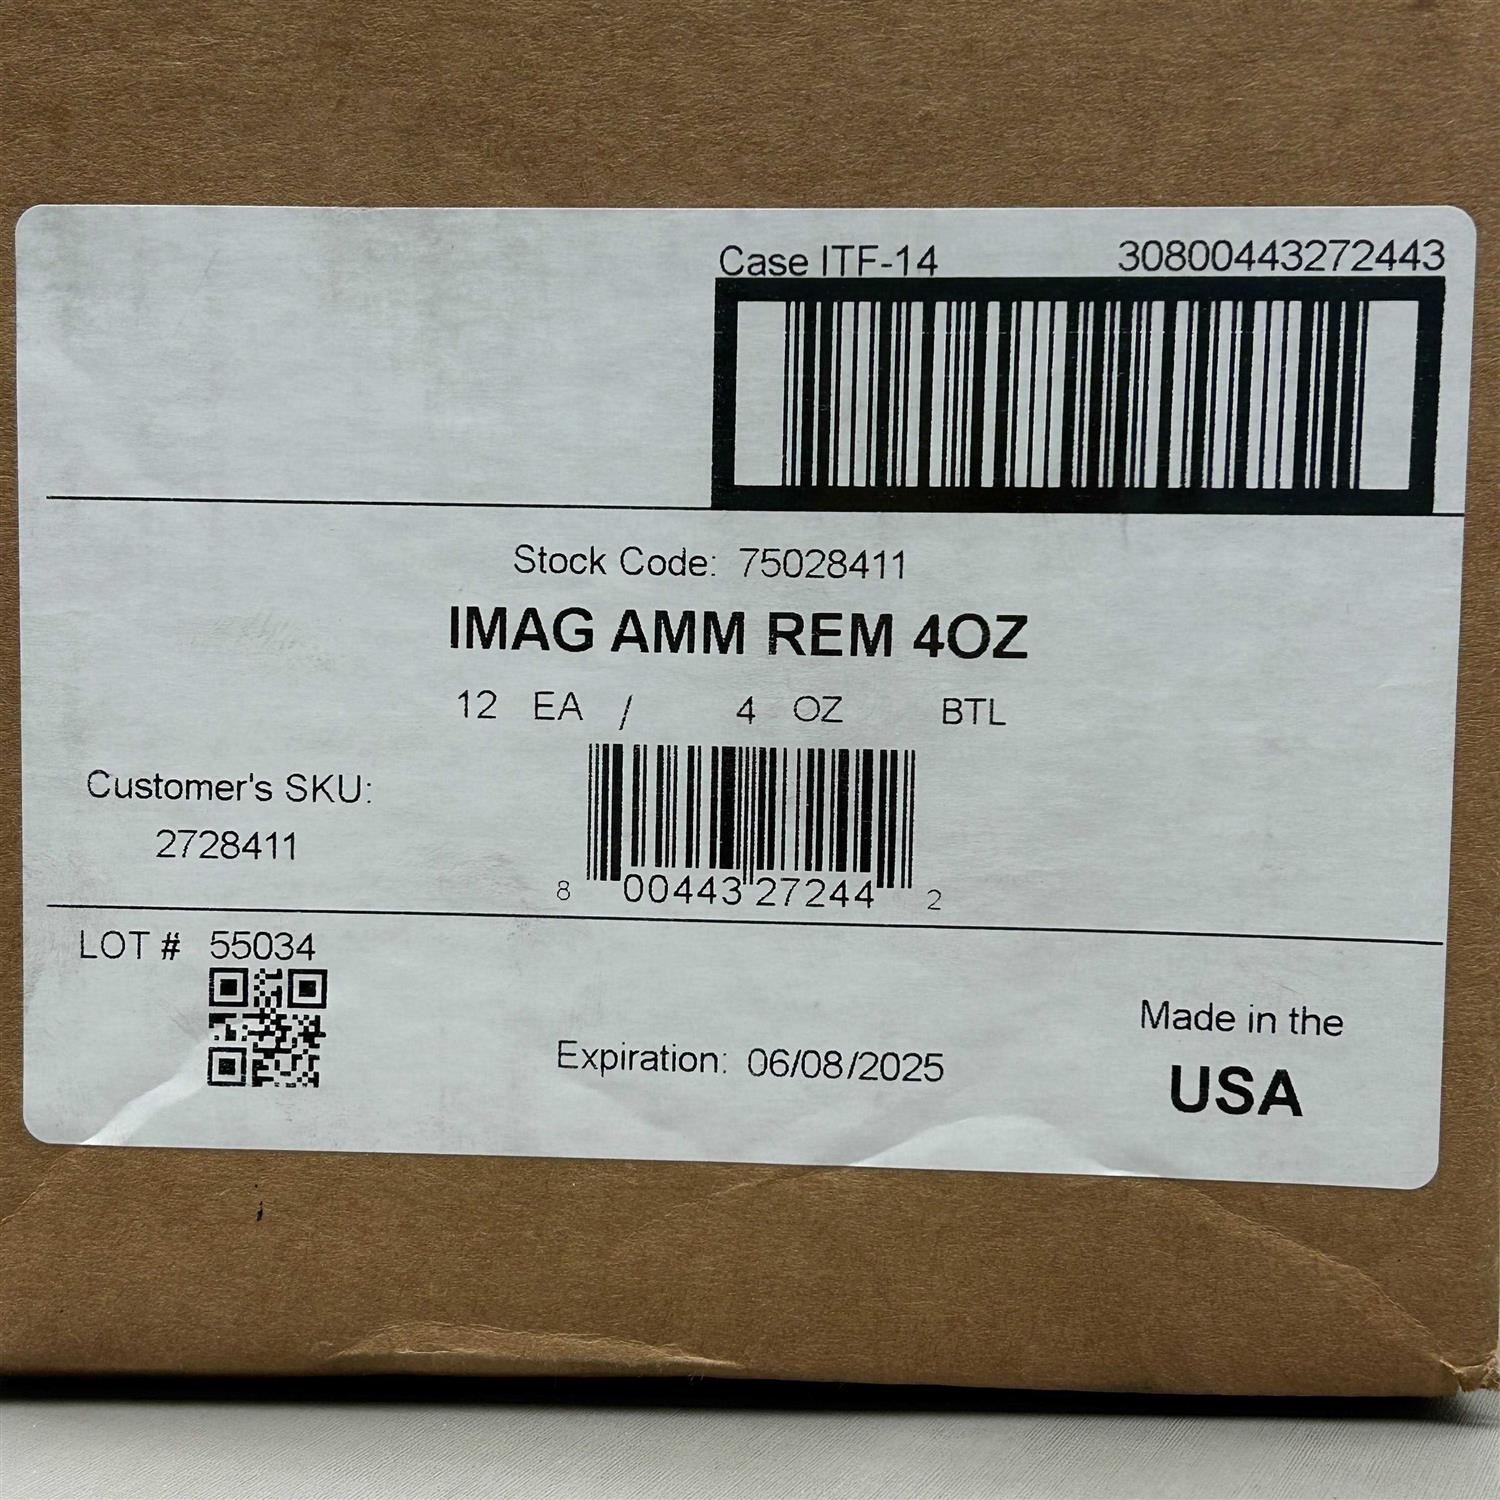 Case ITF-14 30800443272443
Stock Code: 75028411
IMAG AMM REM 4OZ
12 EA / 4 OZ BTL
Customer's SKU:
2728411
8 00443 27244 2
LOT # 55034
Expiration: 06/08/2025
Made in the
USA